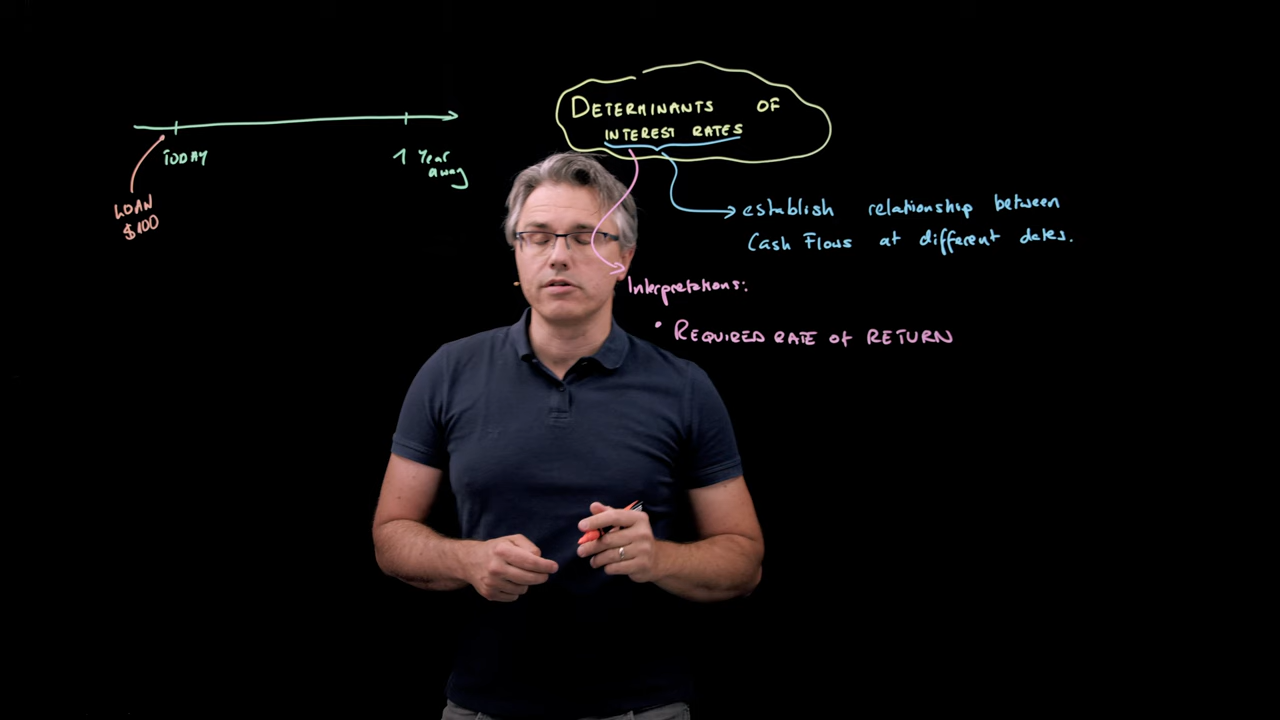 DETERMINANTS OF
INTEREST RATES
TODAY
1 Year
away
LOAN
$100
establish relationship between
Cash Flows at different dates.
Interpretations:
• REQUIRED RATE of RETURN